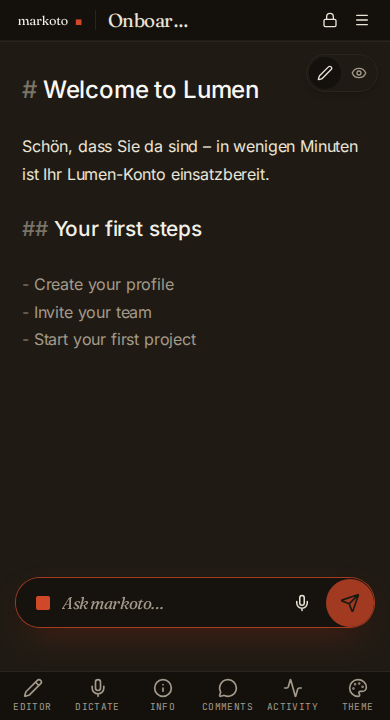 markoto
Onboar...
# Welcome to Lumen
Schön, dass Sie da sind – in wenigen Minuten
ist Ihr Lumen-Konto einsatzbereit.
## Your first steps
- Create your profile
- Invite your team
- Start your first project
Ask markoto...
EDITOR
DICTATE
INFO
COMMENTS
ACTIVITY
THEME